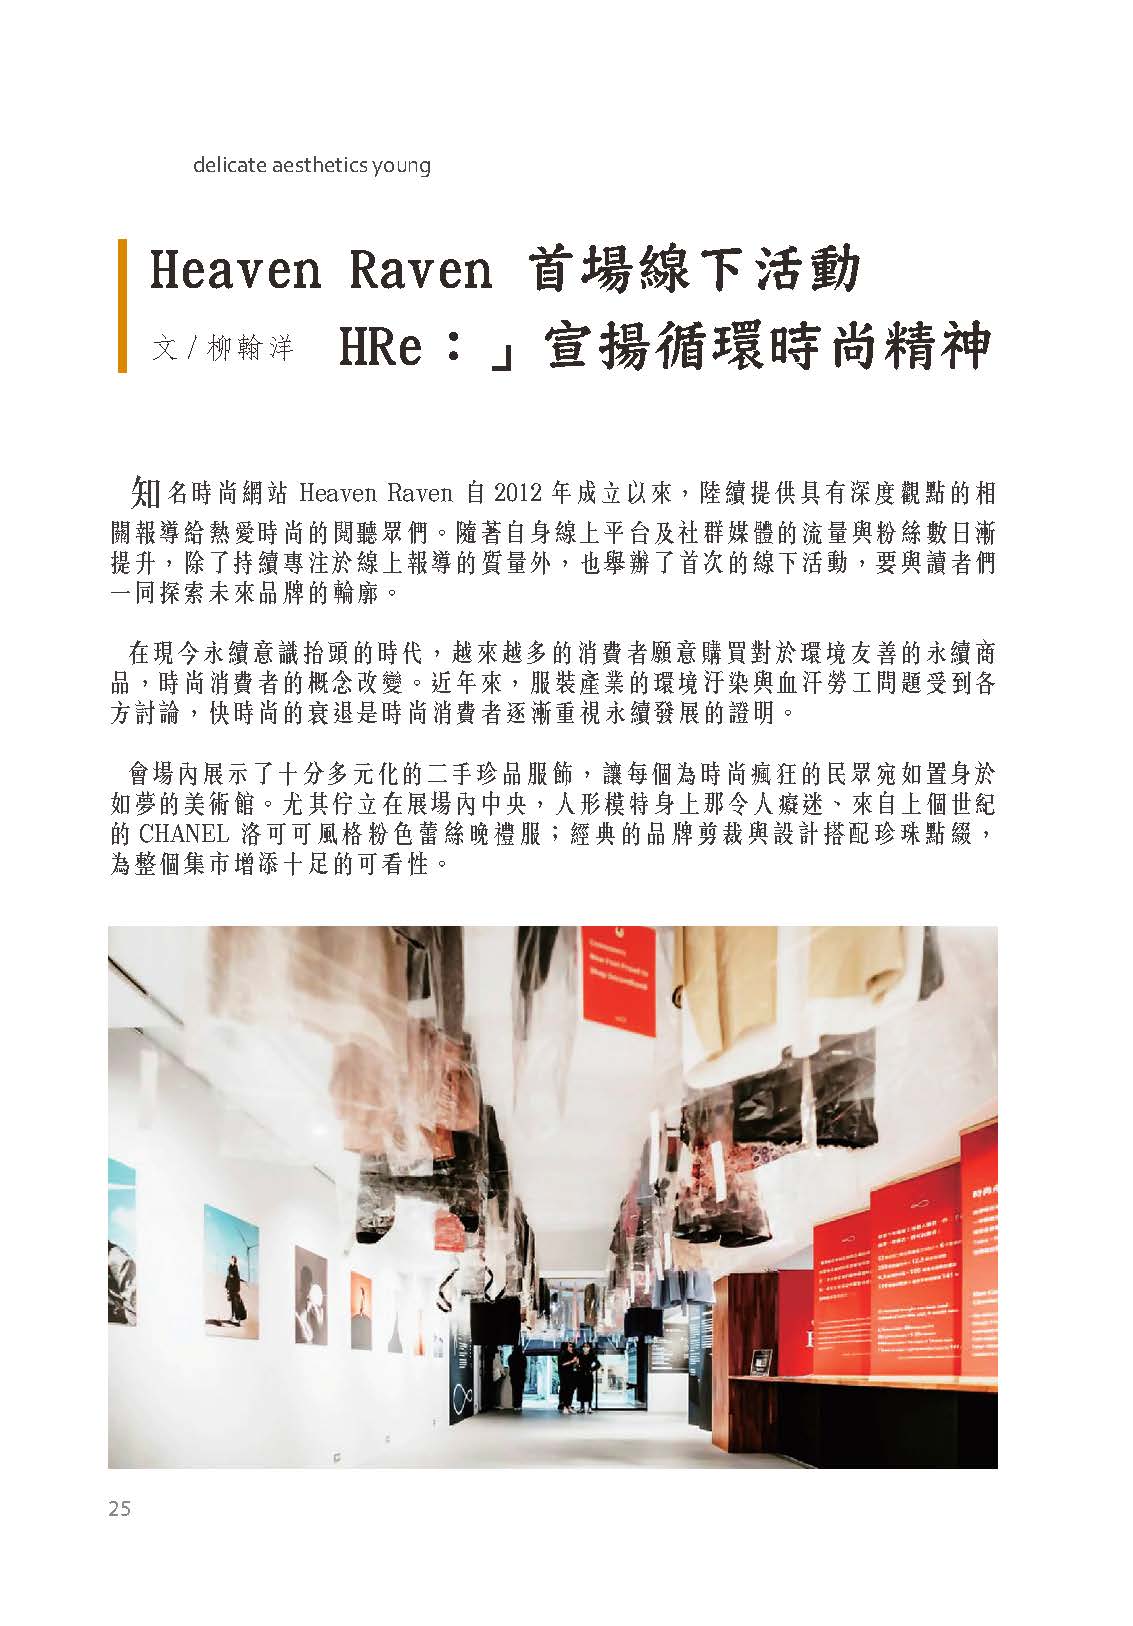 delicate aesthetics young
Heaven Raven 首場線下活動
文/柳翰洋
HRe：」宣揚循環時尚精神
知名時尚網站 Heaven Raven 自 2012 年成立以來，陸續提供具有深度觀點的相
關報導給熱愛時尚的閱聽眾們。隨著自身線上平台及社群媒體的流量與粉絲數日漸
提升，除了持續專注於線上報導的質量外，也舉辦了首次的線下活動，要與讀者們
一同探索未來品牌的輪廓。
在現今永續意識抬頭的時代，越來越多的消費者願意購買對於環境友善的永續商
品，時尚消費者的概念改變。近年來，服裝產業的環境汙染與血汗勞工問題受到各
方討論，快時尚的衰退是時尚消費者逐漸重視永續發展的證明。
會場內展示了十分多元化的二手珍品服飾，讓每個為時尚瘋狂的民眾宛如置身於
如夢的美術館。尤其佇立在展場內中央，人形模特身上那令人癡迷、來自上個世紀
的 CHANEL 洛可可風格粉色蕾絲晚禮服；經典的品牌剪裁與設計搭配珍珠點綴，
為整個集市增添十足的可看性。
25